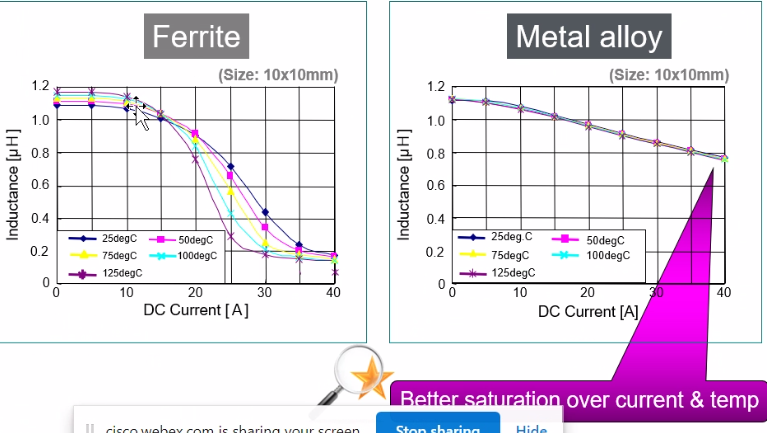 Ferrite
(Size: 10x10mm)
Inductance [μH]
1.2
1.0
0.8
0.6
0.4
0.2
0
25degC
50degC
75degC
100degC
125degC
0 10 20 30 40
DC Current [A]
Metal alloy
(Size: 10x10mm)
Inductance [μH]
1.2
1.0
0.8
0.6
0.4
0.2
0
25deg.C
50degC
75degC
100degC
125degC
0 10 20 30 40
DC Current [A]
Better saturation over current & temp
cisco.webex.com is sharing your screen.
Stop sharing
Hide